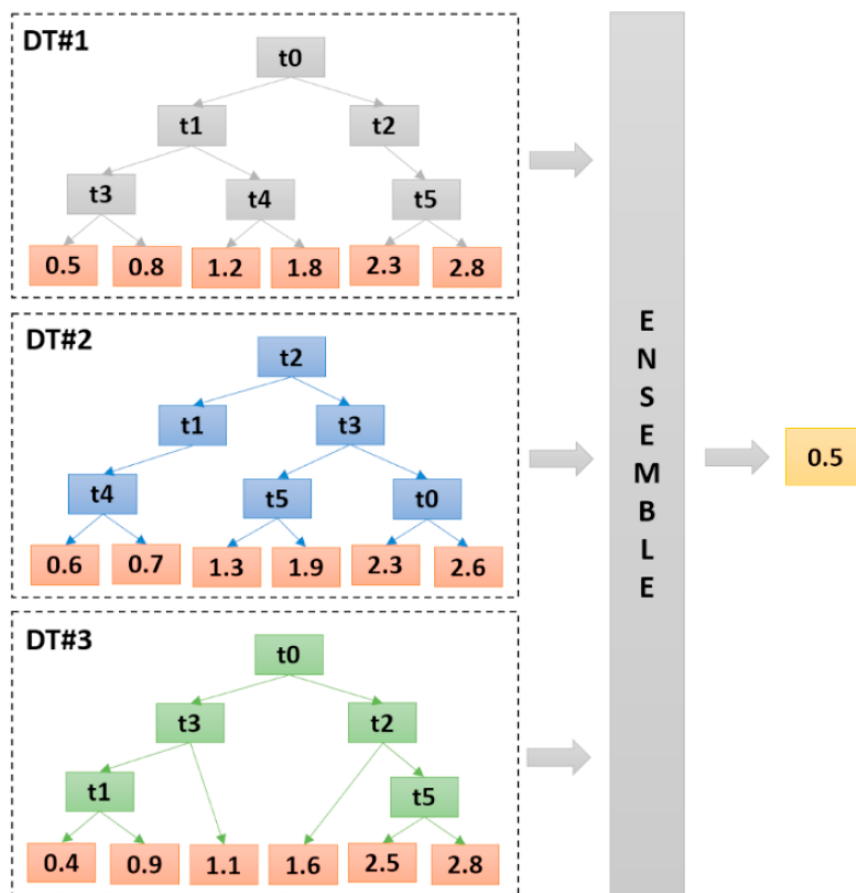 DT#1
t0
t1 t2
t3 t4 t5
0.5 0.8 1.2 1.8 2.3 2.8
DT#2
t2
t1 t3
t4 t5 t0
0.6 0.7 1.3 1.9 2.3 2.6
DT#3
t0
t3 t2
t1 t5
0.4 0.9 1.1 1.6 2.5 2.8
E
N
S
E
M
B
L
E
0.5